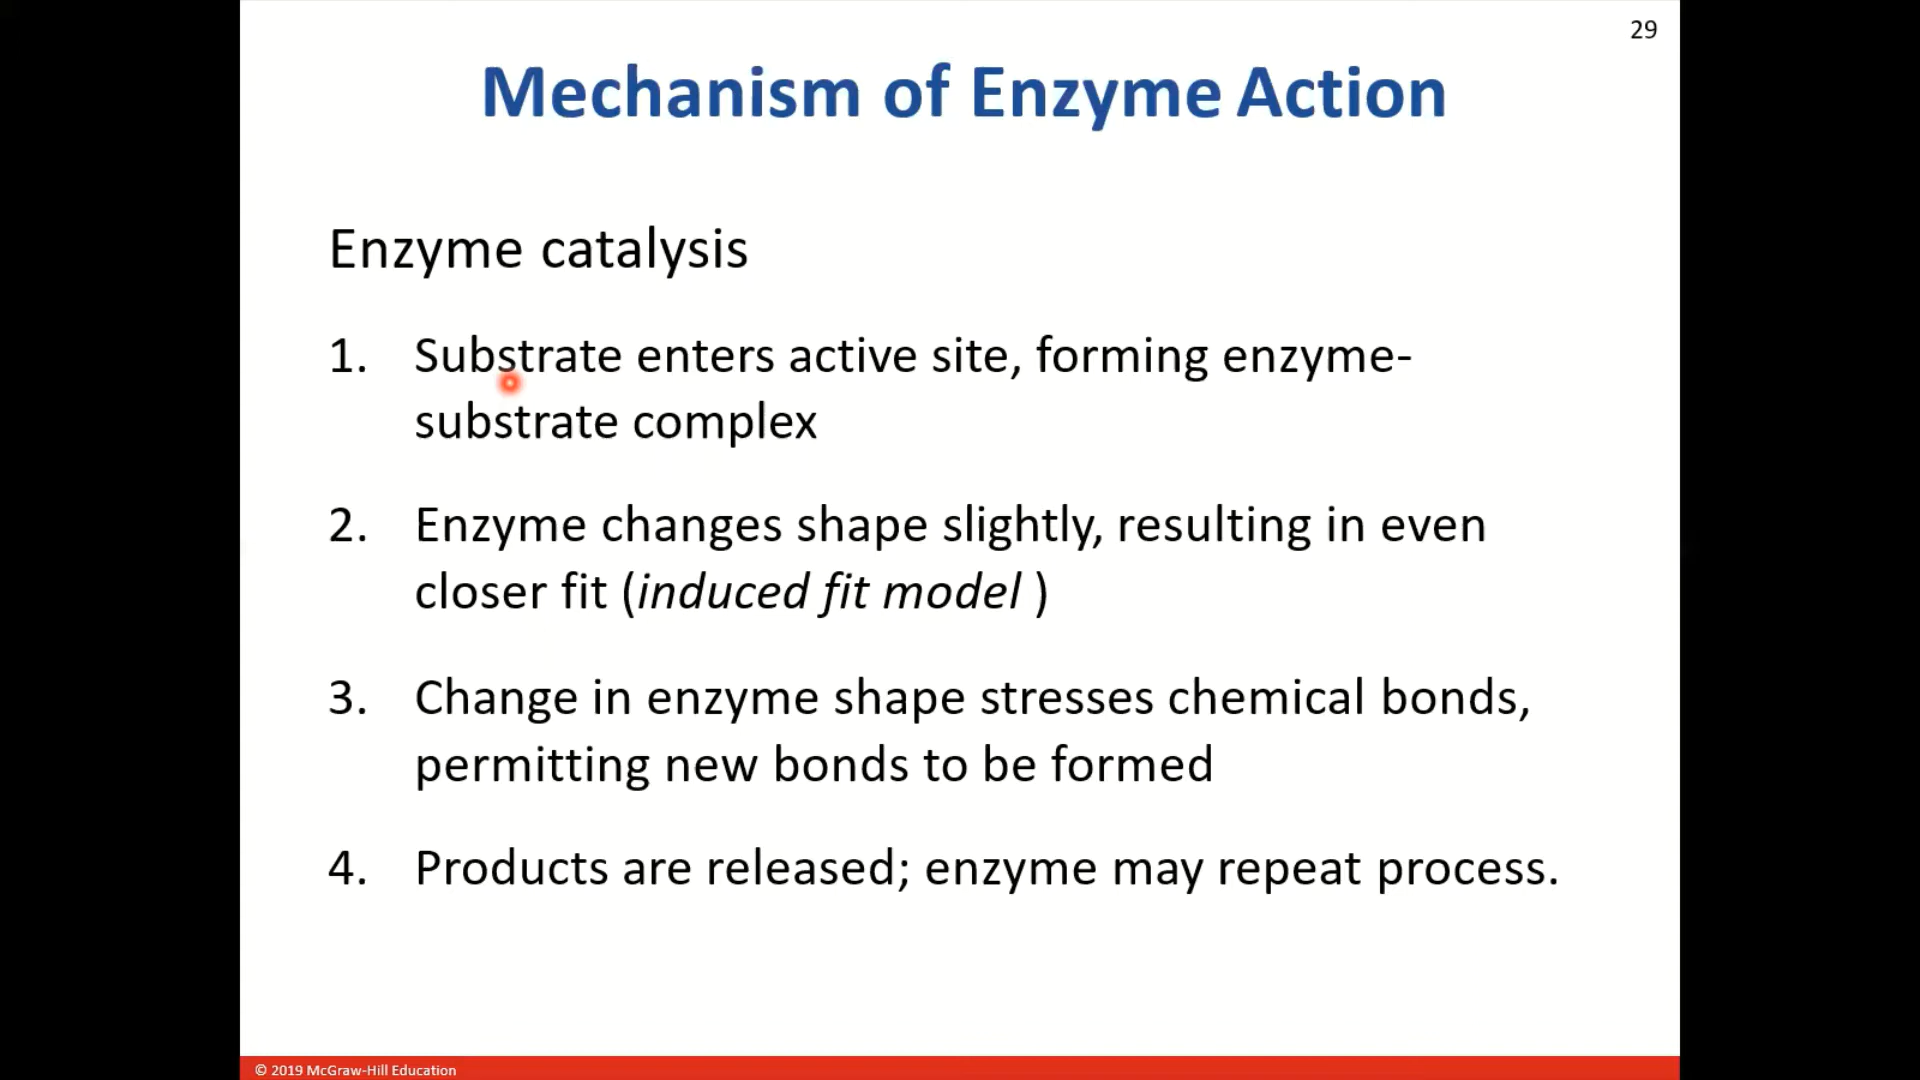 29
Mechanism of Enzyme Action
Enzyme catalysis
1. Substrate enters active site, forming enzyme-
substrate complex
2. Enzyme changes shape slightly, resulting in even
closer fit (induced fit model )
3. Change in enzyme shape stresses chemical bonds,
permitting new bonds to be formed
4. Products are released; enzyme may repeat process.
© 2019 McGraw-Hill Education